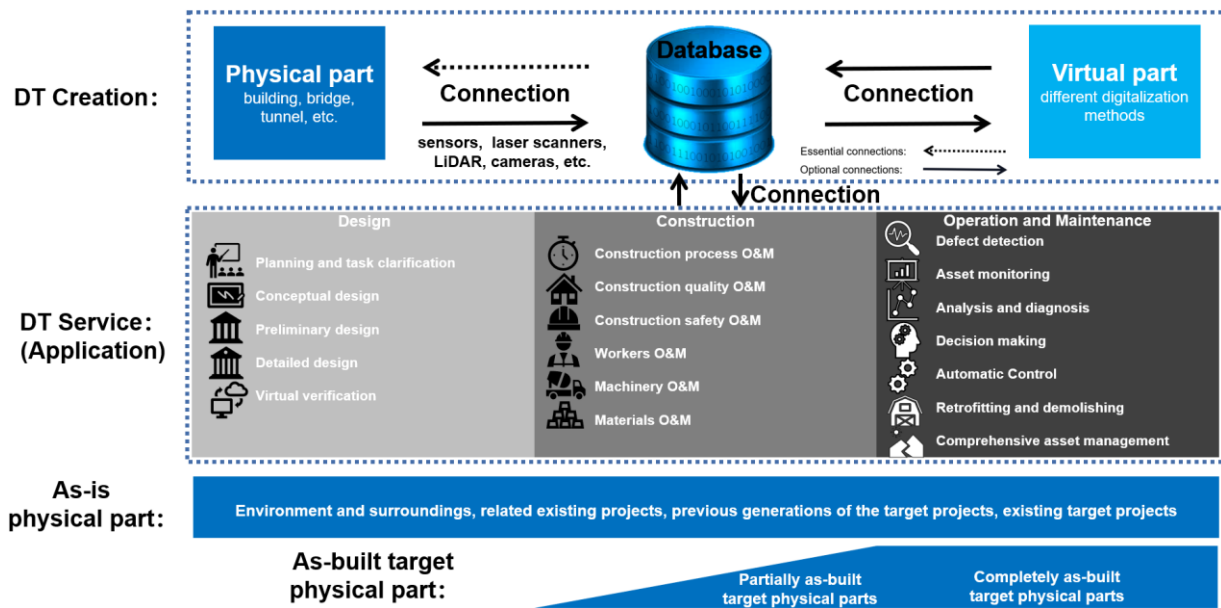 DT Creation:
Physical part
building, bridge,
tunnel, etc.
Connection
sensors, laser scanners,
LiDAR, cameras, etc.
Database
Connection
Essential connections:
Optional connections:
Virtual part
different digitalization
methods
Connection
DT Service:
(Application)
Design
Planning and task clarification
Conceptual design
Preliminary design
Detailed design
Virtual verification
Construction
Construction process O&M
Construction quality O&M
Construction safety O&M
Workers O&M
Machinery O&M
Materials O&M
Operation and Maintenance
Defect detection
Asset monitoring
Analysis and diagnosis
Decision making
Automatic Control
Retrofitting and demolishing
Comprehensive asset management
As-is
physical part:
Environment and surroundings, related existing projects, previous generations of the target projects, existing target projects
As-built target
physical part:
Partially as-built
target physical parts
Completely as-built
target physical parts